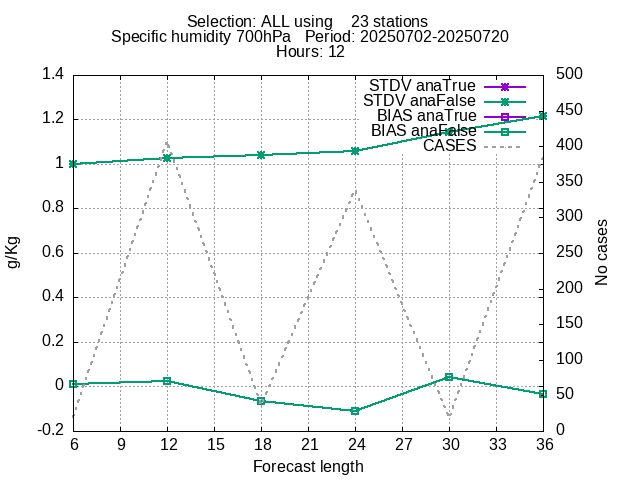 Selection: ALL using    23 stations
Specific humidity 700hPa   Period: 20250702-20250720
Hours: 12
1.4
1.2
1
0.8
0.6
0.4
0.2
0
-0.2
g/Kg
STDV anaTrue
STDV anaFalse
BIAS anaTrue
BIAS anaFalse
CASES
500
450
400
350
300
250
200
150
100
50
0
No cases
6 9 12 15 18 21 24 27 30 33 36
Forecast length